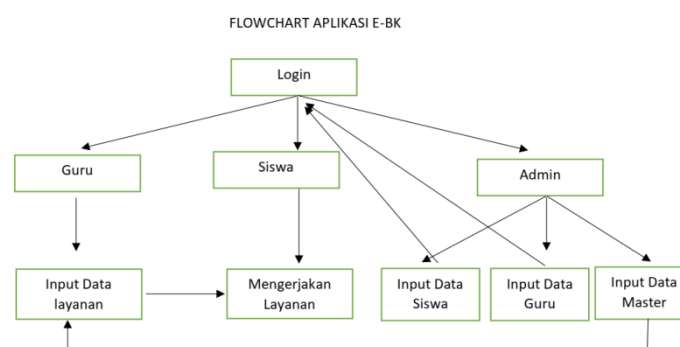 FLOWCHART APLIKASI E-BK
Login
Guru
Siswa
Admin
Input Data
layanan
Mengerjakan
Layanan
Input Data
Siswa
Input Data
Guru
Input Data
Master